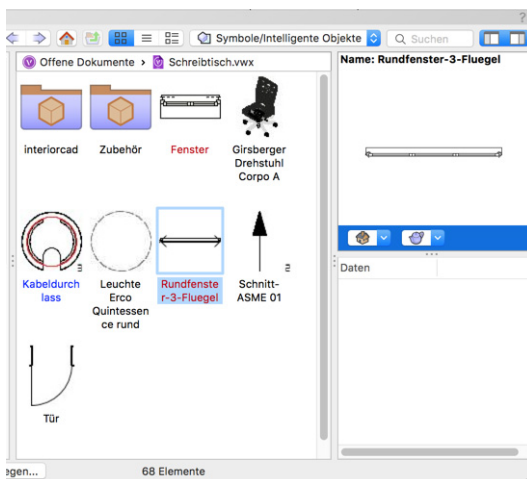 ?
Symbole/Intelligente Objekte
Suchen
Offene Dokumente › Schreibtisch.vwx
Name: Rundfenster-3-Fluegel
interiorcad
Zubehör
Fenster
Girsberger
Drehstuhl
Corpo A
Kabeldurch
lass
Leuchte
Erco
Quintessen
ce rund
Rundfenste
r-3-Fluegel
Schnitt-
ASME 01
Tür
Daten
egen...
68 Elemente